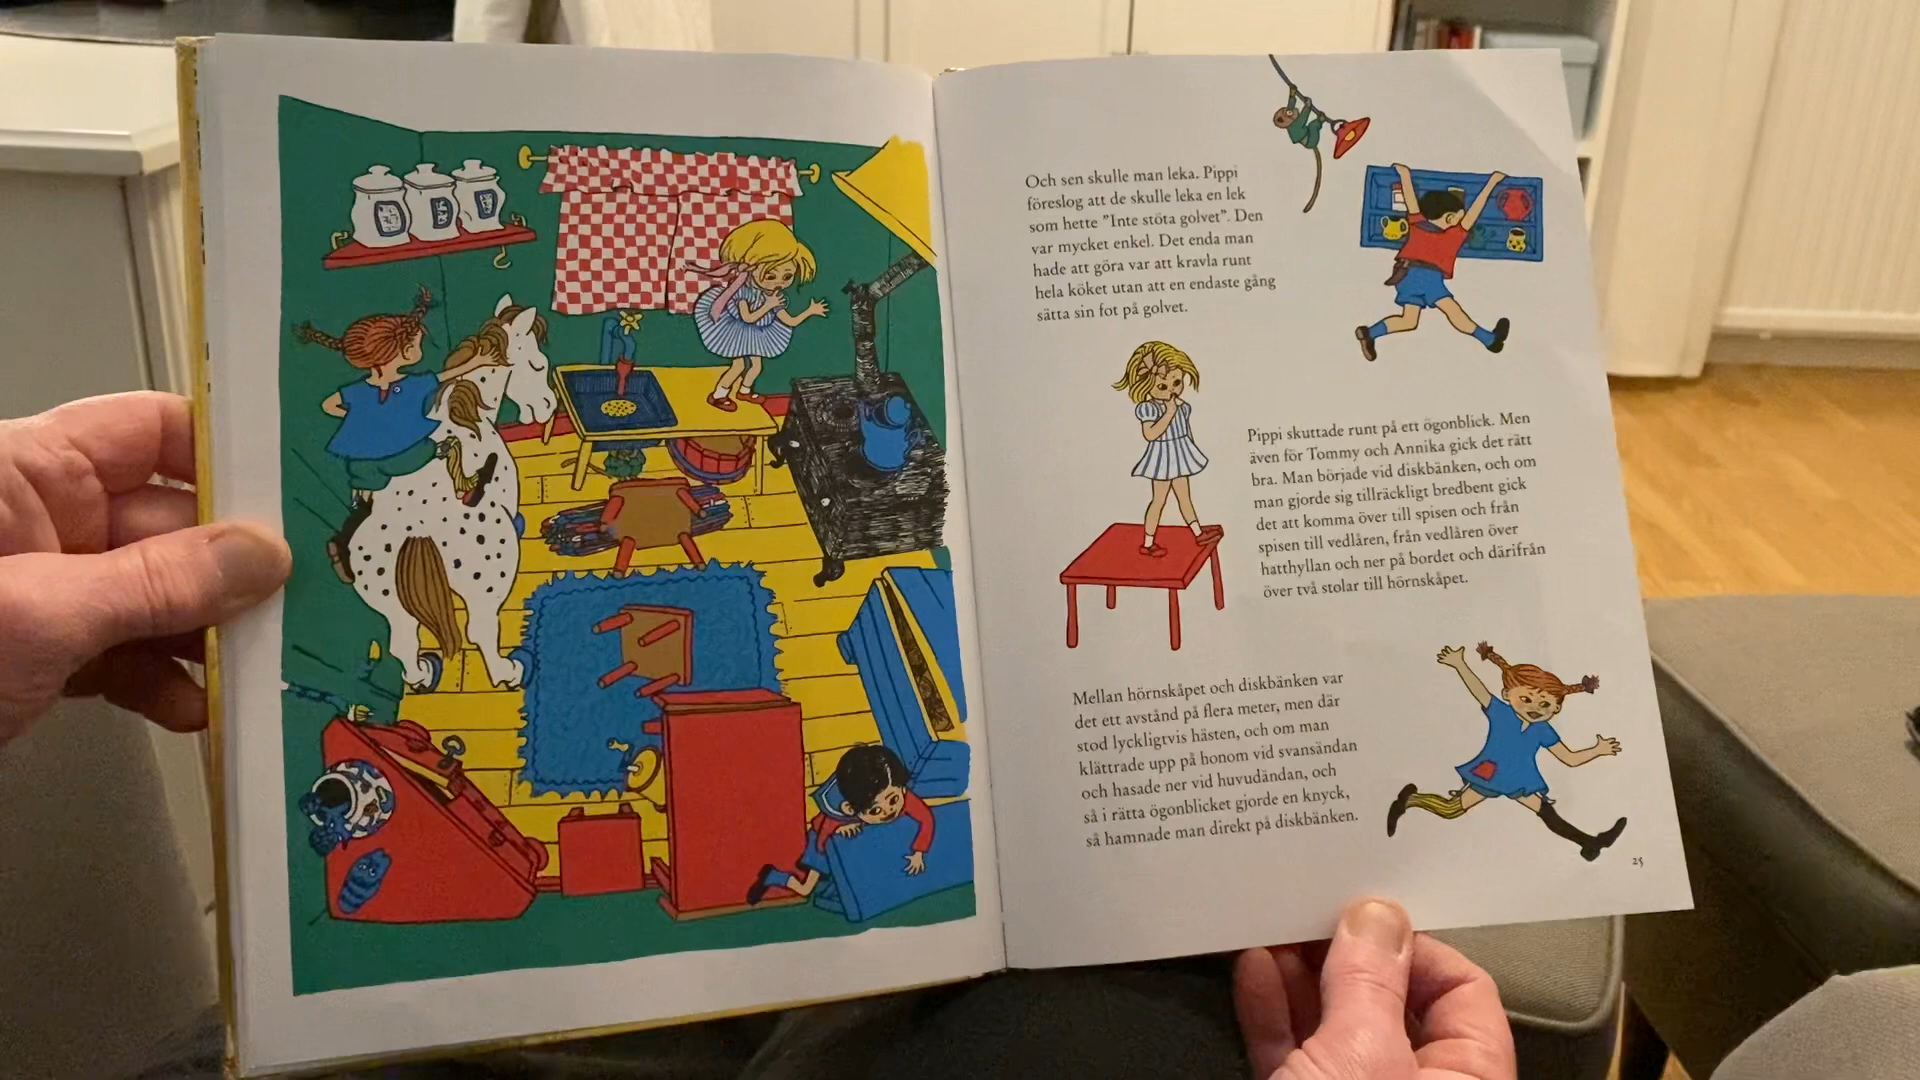 Och sen skulle man leka. Pippi
föreslog att de skulle leka en lek
som hette ”Inte stöta golvet”. Den
var mycket enkel. Det enda man
hade att göra var att kravla runt
hela köket utan att en endaste gång
sätta sin fot på golvet.
Pippi skuttade runt på ett ögonblick. Men
även för Tommy och Annika gick det rätt
bra. Man började vid diskbänken, och om
man gjorde sig tillräckligt bredbent gick
det att komma över till spisen och från
spisen till vedlåren, från vedlåren över
hatthyllan och ner på bordet och därifrån
över två stolar till hörnskåpet.
Mellan hörnskåpet och diskbänken var
det ett avstånd på flera meter, men där
stod lyckligtvis hästen, och om man
klättrade upp på honom vid svansändan
och hasade ner vid huvudändan, och
så i rätta ögonblicket gjorde en knyck,
så hamnade man direkt på diskbänken.
25